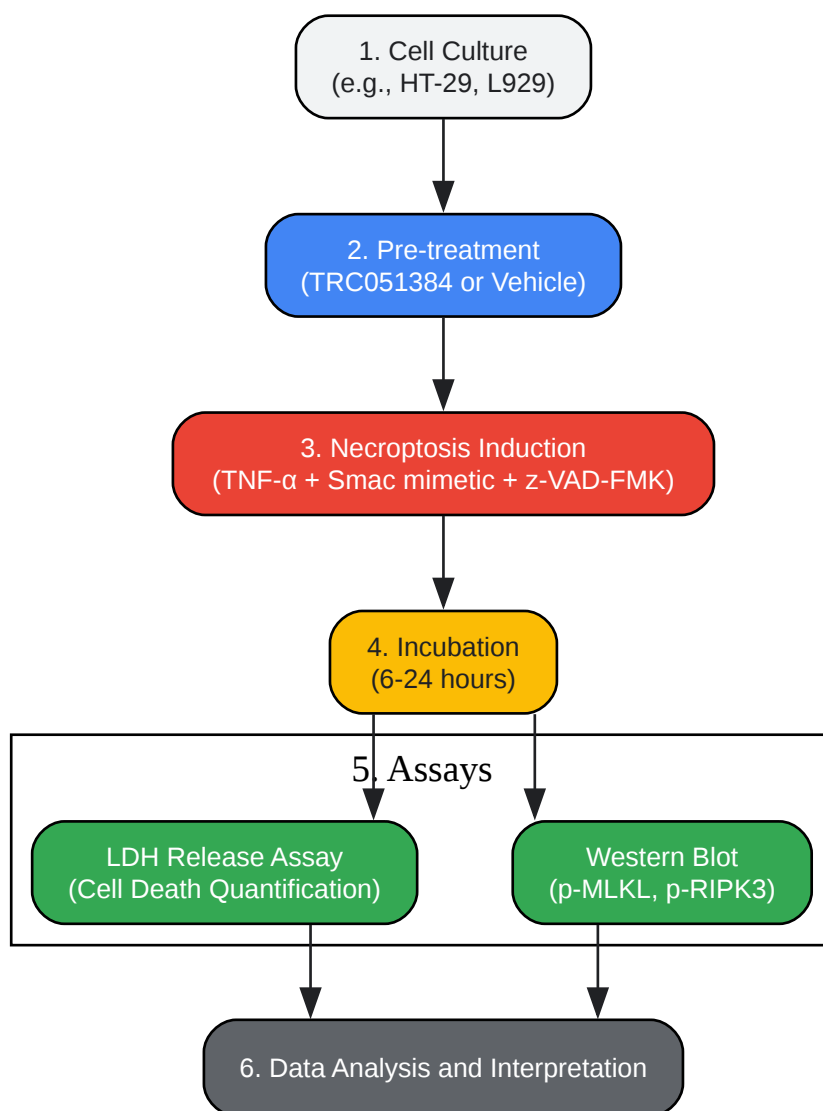 1. Cell Culture
(e.g., HT-29, L929)
2. Pre-treatment
(TRC051384 or Vehicle)
3. Necroptosis Induction
(TNF-α + Smac mimetic + z-VAD-FMK)
4. Incubation
(6-24 hours)
5. Assays
LDH Release Assay
(Cell Death Quantification)
Western Blot
(p-MLKL, p-RIPK3)
6. Data Analysis and Interpretation